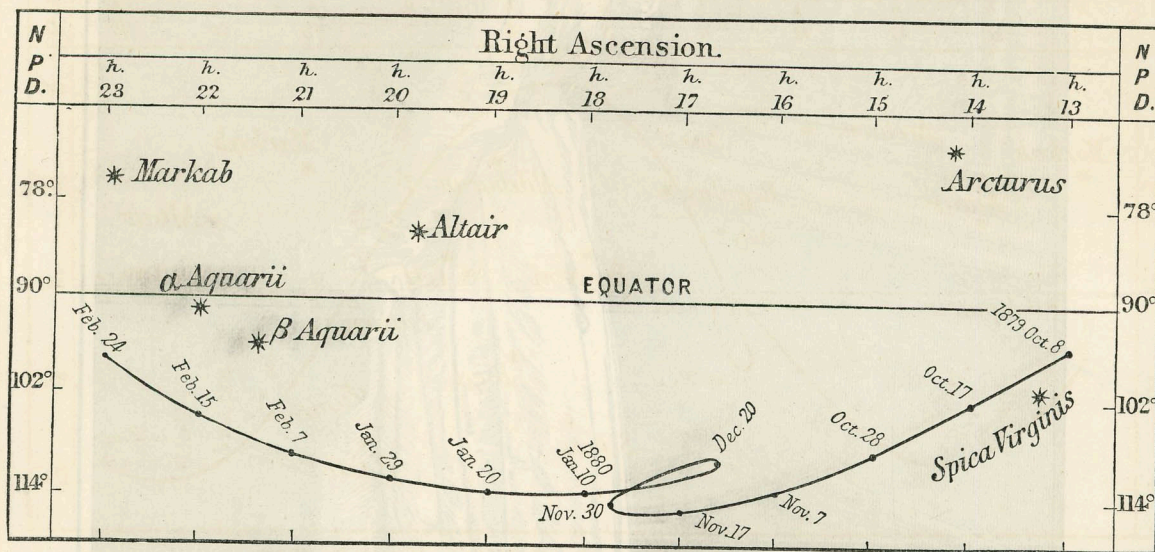 Right Ascension.
N P D.
h. h. h. h. h. h. h. h. h. h. h.
23 22 21 20 19 18 17 16 15 14 13
N P D.
Markab
Arcturus
78°
78°
Altair
α Aquarii
EQUATOR
90°
90°
β Aquarii
1879 Oct. 8
Feb. 24
Oct. 17
102°
102°
Feb. 15
Spica Virginis
Feb. 7
Oct. 28
Dec. 20
Jan. 29
Jan. 20
1880
Jan. 10
114°
114°
Nov. 30
Nov. 17
Nov. 7